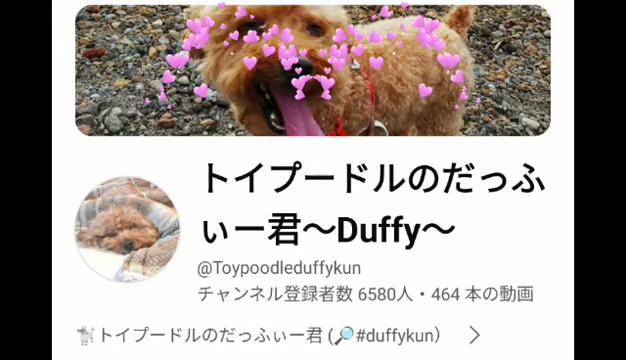 トイプードルのだっふ
ぃー君〜Duffy〜
@Toypoodleduffykun
チャンネル登録者数 6580人・464 本の動画
🐩トイプードルのだっふぃー君 (🔎#duffykun）